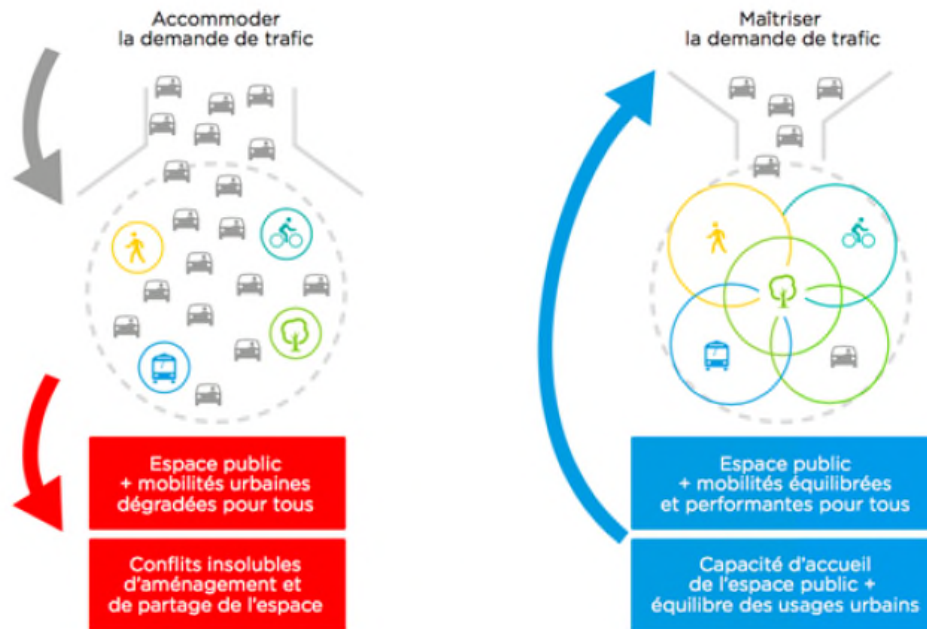 Accommoder
la demande de trafic
Espace public
+ mobilités urbaines
dégradées pour tous
Conflits insolubles
d'aménagement et
de partage de l'espace
Maîtriser
la demande de trafic
Espace public
+ mobilités équilibrées
et performantes pour tous
Capacité d'accueil
de l'espace public +
équilibre des usages urbains